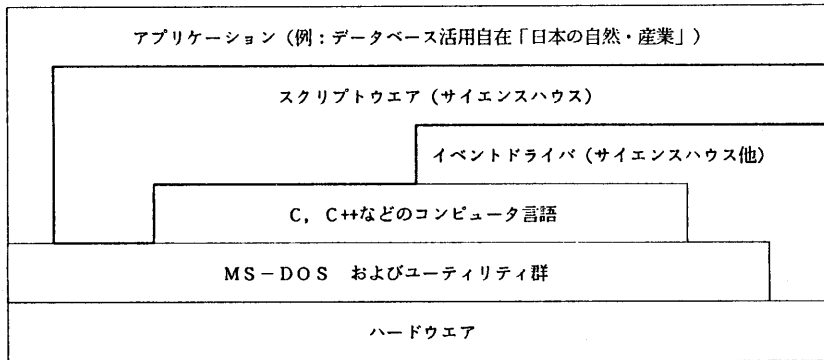 アプリケーション（例：データベース活用自在「日本の自然・産業」）
スクリプトウエア（サイエンスハウス）
イベントドライバ（サイエンスハウス他）
C，C++などのコンピュータ言語
MS－DOS　およびユーティリティ群
ハードウエア